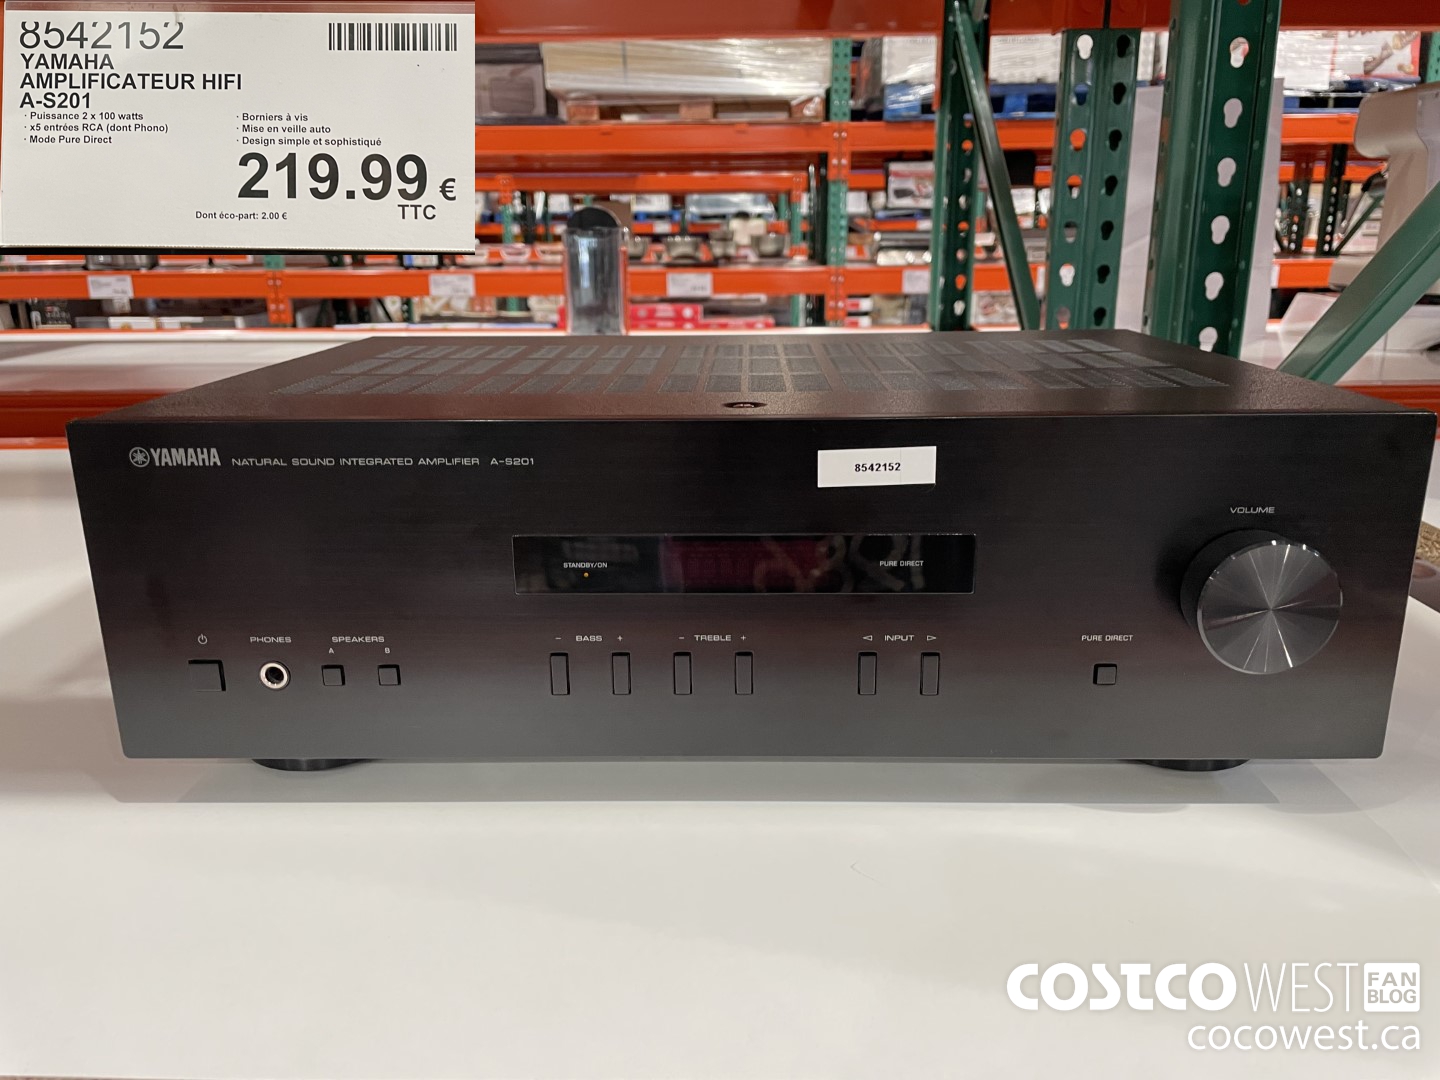 8542152
YAMAHA
AMPLIFICATEUR HIFI
A-S201
· Puissance 2 x 100 watts
· x5 entrées RCA (dont Phono)
· Mode Pure Direct
· Borniers à vis
· Mise en veille auto
· Design simple et sophistiqué
219.99 €
TTC
Dont éco-part: 2.00 €
YAMAHA NATURAL SOUND INTEGRATED AMPLIFIER A-S201
8542152
VOLUME
STANDBY/ON
PURE DIRECT
PHONES
SPEAKERS
A B
− BASS +
− TREBLE +
INPUT
PURE DIRECT
COSTCO WEST FAN BLOG
cocowest.ca